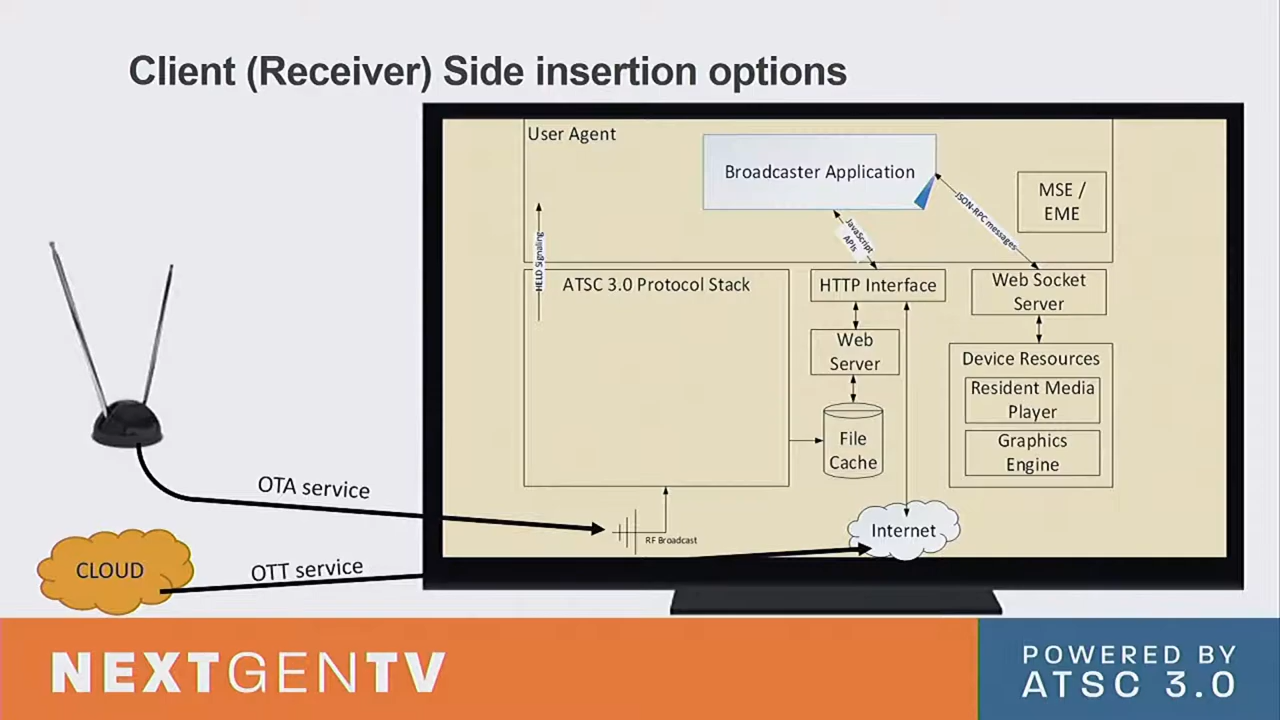 Client (Receiver) Side insertion options
User Agent
Broadcaster Application
MSE /
EME
HELD Signaling
JavaScript
APIs
JSON-RPC messages
ATSC 3.0 Protocol Stack
HTTP Interface
Web Socket
Server
Web
Server
Device Resources
Resident Media
Player
File
Cache
Graphics
Engine
OTA service
RF Broadcast
Internet
CLOUD
OTT service
NEXTGENTV
POWERED BY
ATSC 3.0